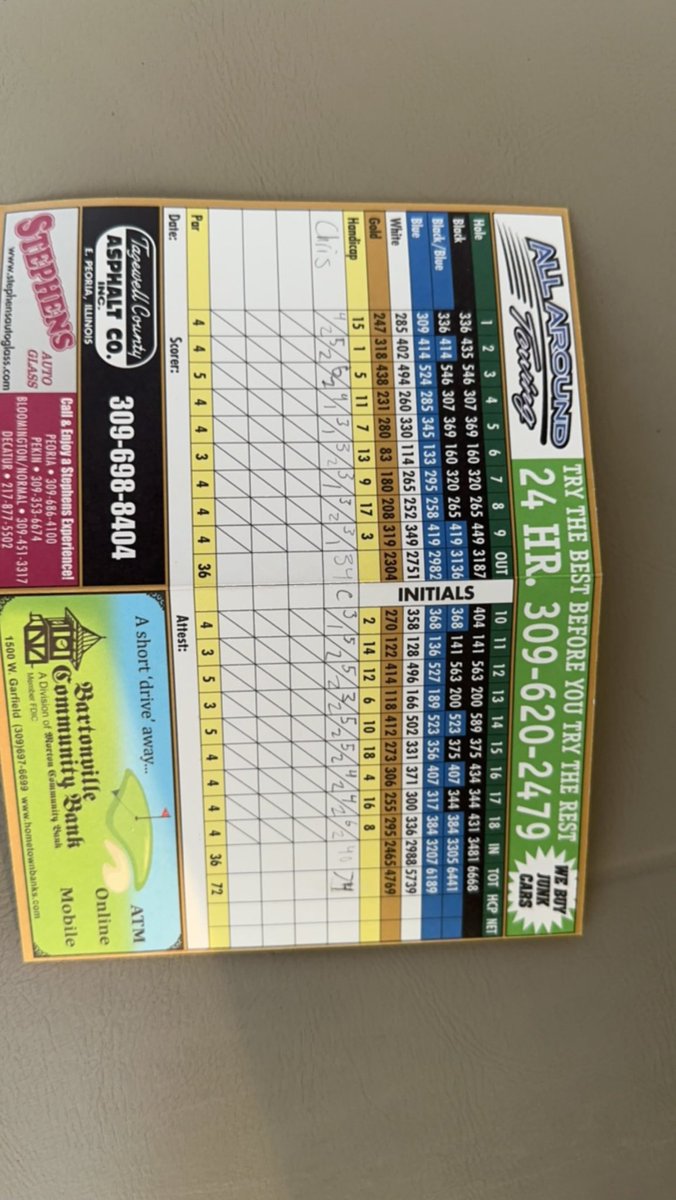 ALL AROUND
Towing
TRY THE BEST BEFORE YOU TRY THE REST
24 HR. 309-620-2479
WE BUY
JUNK
CARS
Hole 1 2 3 4 5 6 7 8 9 OUT 10 11 12 13 14 15 16 17 18 IN TOT HCP NET
Black 336 435 546 307 369 160 320 265 449 3187 404 141 563 200 589 375 434 344 431 3481 6668
Black/Blue 336 414 546 307 369 160 320 265 419 3136 368 141 563 200 523 375 407 344 384 3305 6441
Blue 309 414 524 285 345 133 295 258 419 2982 368 136 527 189 523 356 407 317 384 3207 6189
White 285 402 494 260 330 114 265 252 349 2751 358 128 496 166 502 331 371 300 336 2988 5739
Gold 247 318 438 231 280 83 180 208 319 2304 270 122 414 118 412 273 306 255 295 2465 4769
Handicap 15 1 5 11 7 13 9 17 3 2 14 12 6 10 18 4 16 8
INITIALS
Chris 34 C 40 74
Par 4 4 5 4 4 3 4 4 4 36 4 3 5 3 5 4 4 4 4 36 72
Date: Scorer: Attest:
Tazewell County
ASPHALT CO.
INC.
E. PEORIA, ILLINOIS
309-698-8404
STEPHENS
AUTO
GLASS
www.stephensautoglass.com
Call & Enjoy a Stephens Experience!
PEORIA • 309-686-4100
PEKIN • 309-353-6674
BLOOMINGTON/NORMAL • 309-451-3317
DECATUR • 217-877-5502
A short 'drive' away...
Bartonville
Community Bank
A Division of Morton Community Bank
Member FDIC
1500 W. Garfield (309)697-6699 www.hometownbanks.com
ATM
Online
Mobile